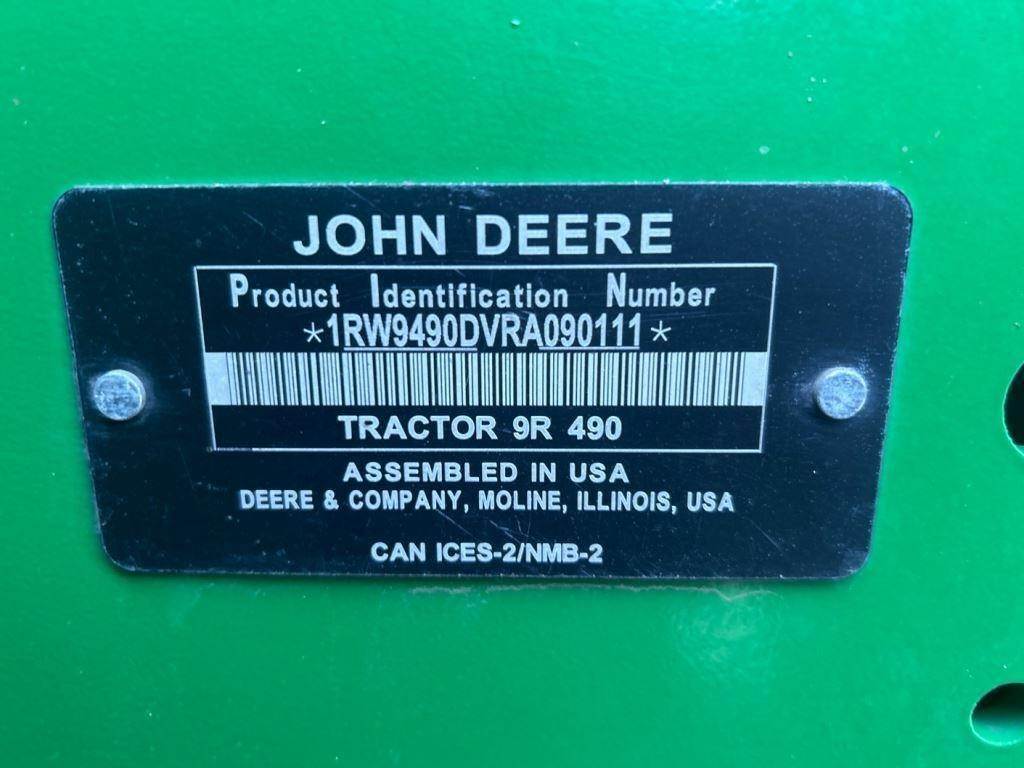 JOHN DEERE
Product Identification Number
*1RW9490DVRA090111*
TRACTOR 9R 490
ASSEMBLED IN USA
DEERE & COMPANY, MOLINE, ILLINOIS, USA
CAN ICES-2/NMB-2